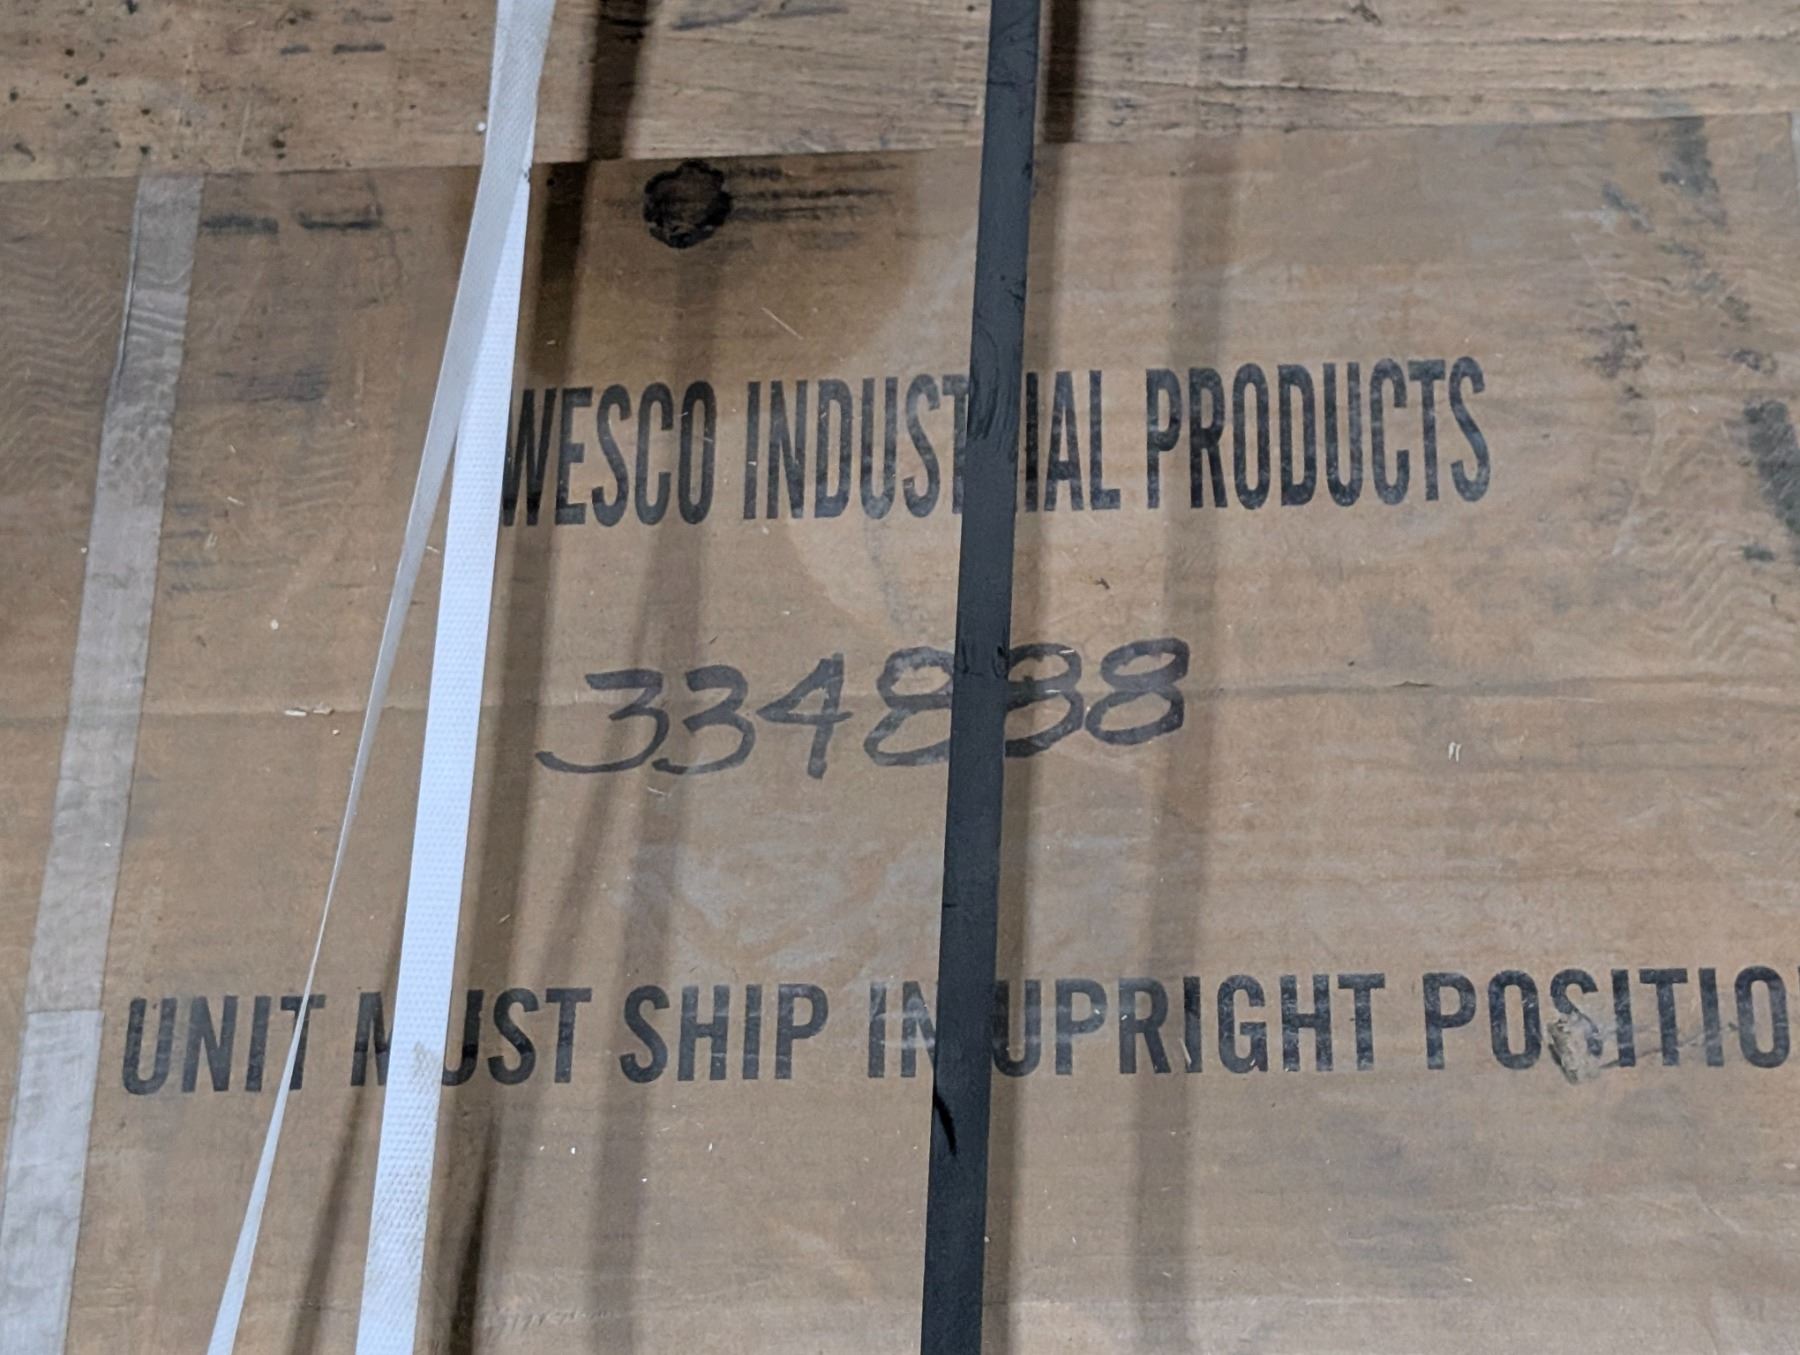 WESCO INDUSTRIAL PRODUCTS
334888
UNIT MUST SHIP IN UPRIGHT POSITIO